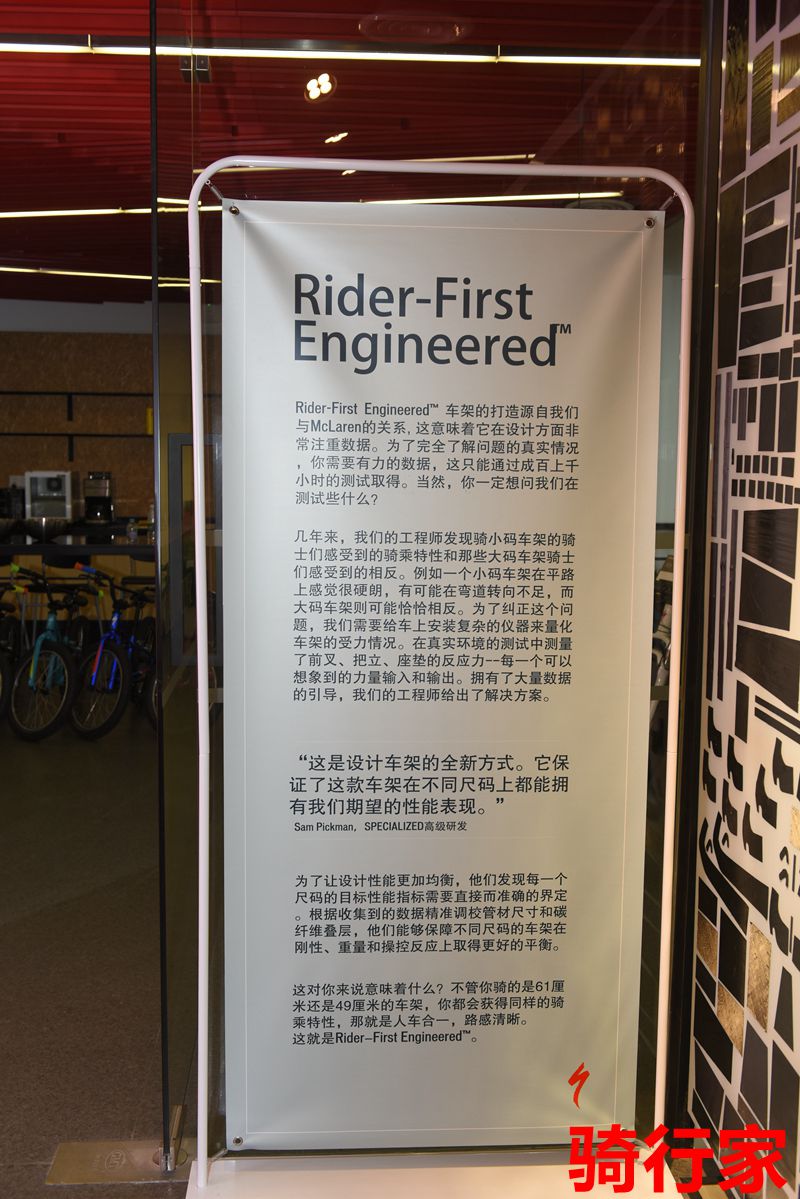 Rider-First
Engineered™
Rider-First Engineered™ 车架的打造源自我们
与McLaren的关系,这意味着它在设计方面非
常注重数据。为了完全了解问题的真实情况
，你需要有力的数据，这只能通过成百上千
小时的测试取得。当然，你一定想问我们在
测试些什么？
几年来，我们的工程师发现骑小码车架的骑
士们感受到的骑乘特性和那些大码车架骑士
们感受到的相反。例如一个小码车架在平路
上感觉很硬朗，有可能在弯道转向不足，而
大码车架则可能恰恰相反。为了纠正这个问
题，我们需要给车上安装复杂的仪器来量化
车架的受力情况。在真实环境的测试中测量
了前叉、把立、座垫的反应力--每一个可以
想象到的力量输入和输出。拥有了大量数据
的引导，我们的工程师给出了解决方案。
“这是设计车架的全新方式。它保
证了这款车架在不同尺码上都能拥
有我们期望的性能表现。”
Sam Pickman，SPECIALIZED高级研发
为了让设计性能更加均衡，他们发现每一个
尺码的目标性能指标需要直接而准确的界定
。根据收集到的数据精准调校管材尺寸和碳
纤维叠层，他们能够保障不同尺码的车架在
刚性、重量和操控反应上取得更好的平衡。
这对你来说意味着什么？不管你骑的是61厘
米还是49厘米的车架，你都会获得同样的骑
乘特性，那就是人车合一，路感清晰。
这就是Rider–First Engineered™。
骑行家